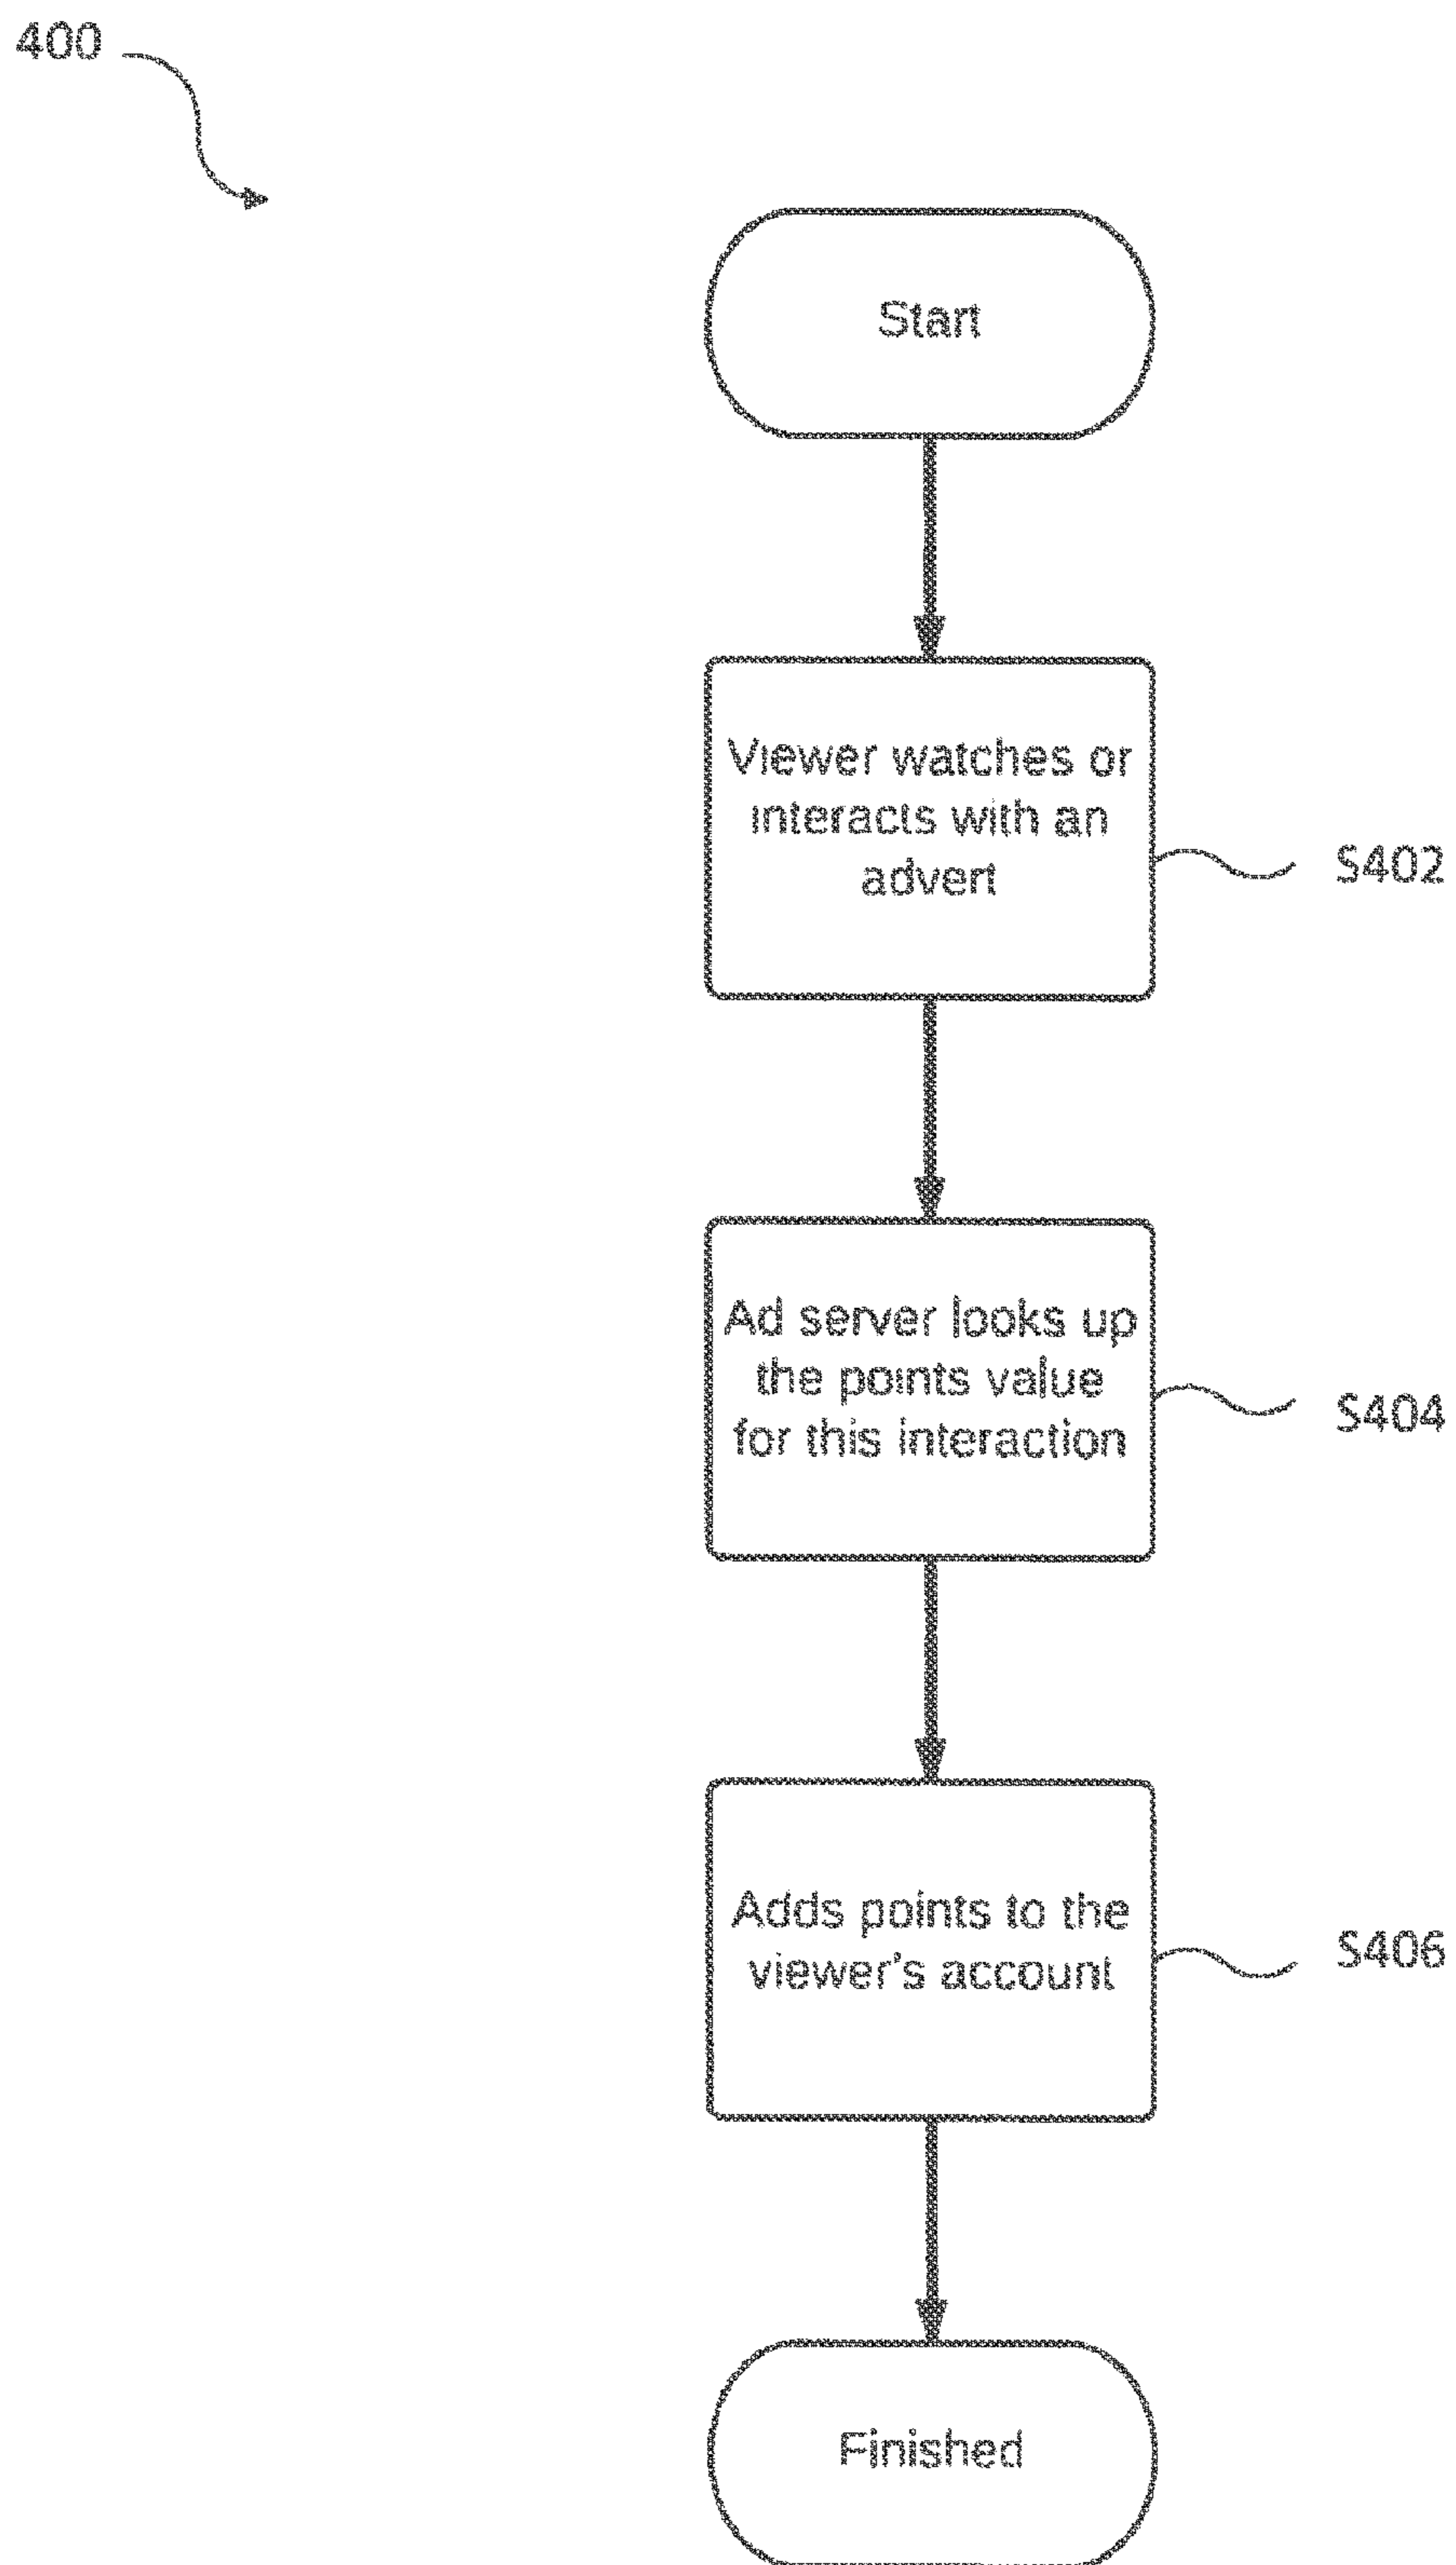 400
Start
Viewer watches or
interacts with an
advert
S402
Ad server looks up
the points value
for this interaction
S404
Adds points to the
viewer's account
S406
Finished